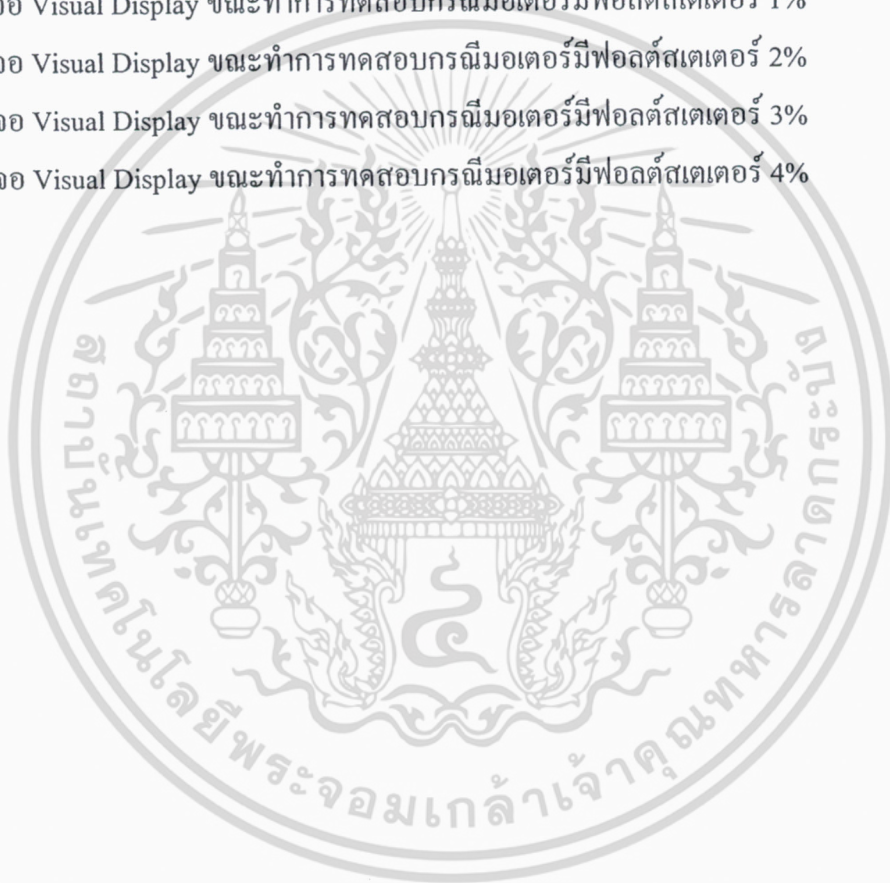 จอ Visual Display ขณะทำการทดสอบกรณีมอเตอร์มีฟอลต์สเตเตอร์ 1%
จอ Visual Display ขณะทำการทดสอบกรณีมอเตอร์มีฟอลต์สเตเตอร์ 2%
จอ Visual Display ขณะทำการทดสอบกรณีมอเตอร์มีฟอลต์สเตเตอร์ 3%
จอ Visual Display ขณะทำการทดสอบกรณีมอเตอร์มีฟอลต์สเตเตอร์ 4%
๔
สถาบันเทคโนโลยีพระจอมเกล้าเจ้าคุณทหารลาดกระบัง